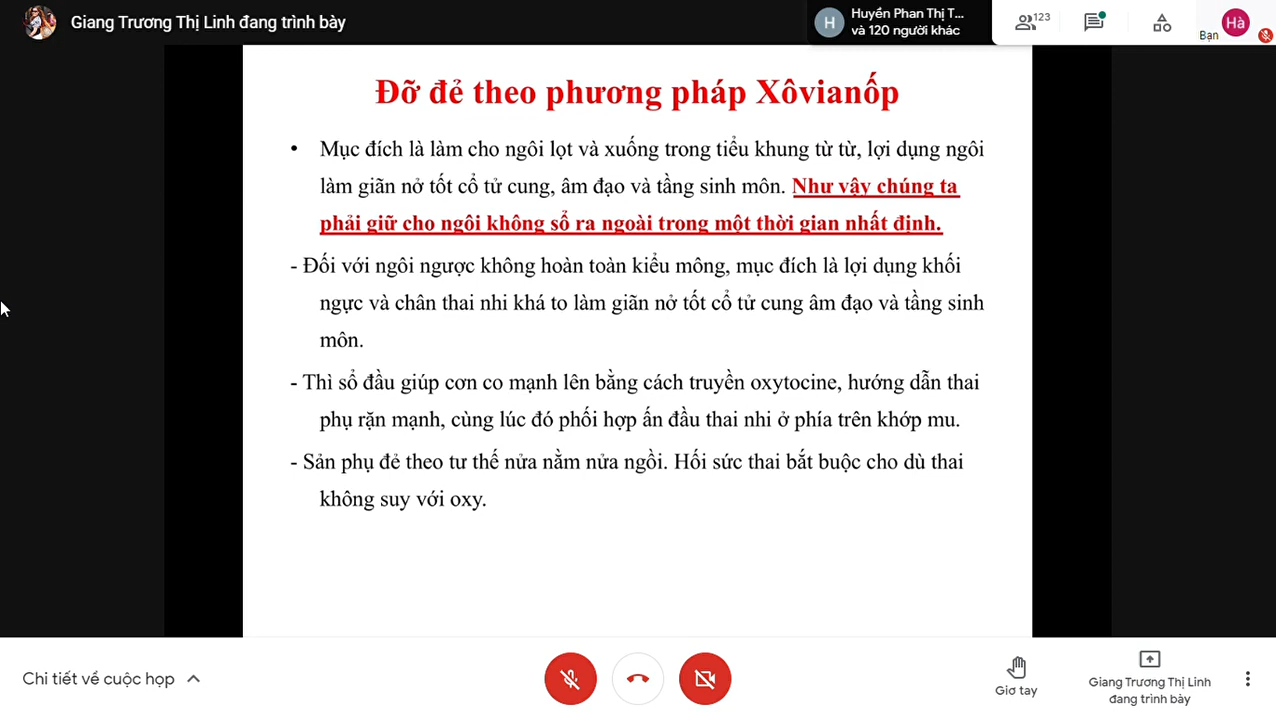 Giang Trương Thị Linh đang trình bày
H
Huyền Phan Thị T...
và 120 người khác
123
Bạn
Hà
Đỡ đẻ theo phương pháp Xôvianốp
• Mục đích là làm cho ngôi lọt và xuống trong tiểu khung từ từ, lợi dụng ngôi
làm giãn nở tốt cổ tử cung, âm đạo và tầng sinh môn. Như vậy chúng ta
phải giữ cho ngôi không sổ ra ngoài trong một thời gian nhất định.
- Đối với ngôi ngược không hoàn toàn kiểu mông, mục đích là lợi dụng khối
ngực và chân thai nhi khá to làm giãn nở tốt cổ tử cung âm đạo và tầng sinh
môn.
- Thì sổ đầu giúp cơn co mạnh lên bằng cách truyền oxytocine, hướng dẫn thai
phụ rặn mạnh, cùng lúc đó phối hợp ấn đầu thai nhi ở phía trên khớp mu.
- Sản phụ đẻ theo tư thế nửa nằm nửa ngồi. Hối sức thai bắt buộc cho dù thai
không suy với oxy.
Chi tiết về cuộc họp
Giơ tay
Giang Trương Thị Linh
đang trình bày